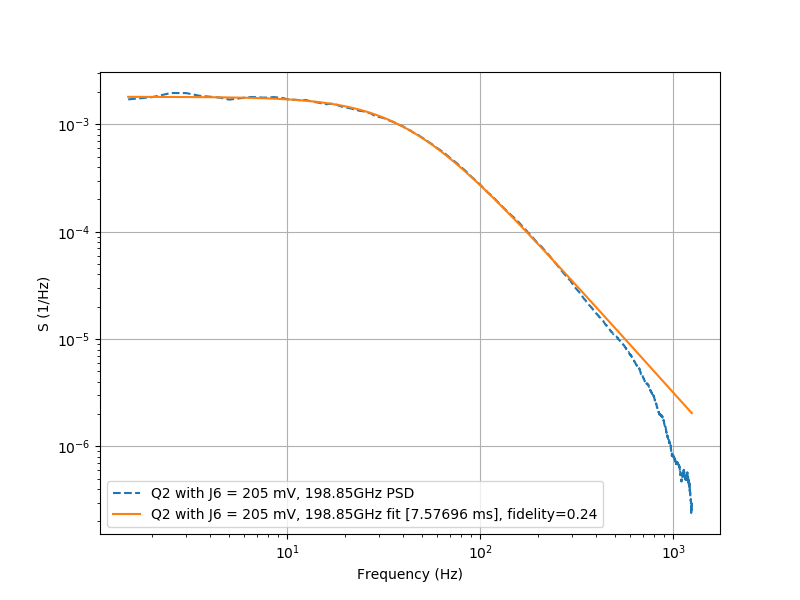 10⁻³
10⁻⁴
10⁻⁵
10⁻⁶
S (1/Hz)
Q2 with J6 = 205 mV, 198.85GHz PSD
Q2 with J6 = 205 mV, 198.85GHz fit [7.57696 ms], fidelity=0.24
10¹ 10² 10³
Frequency (Hz)